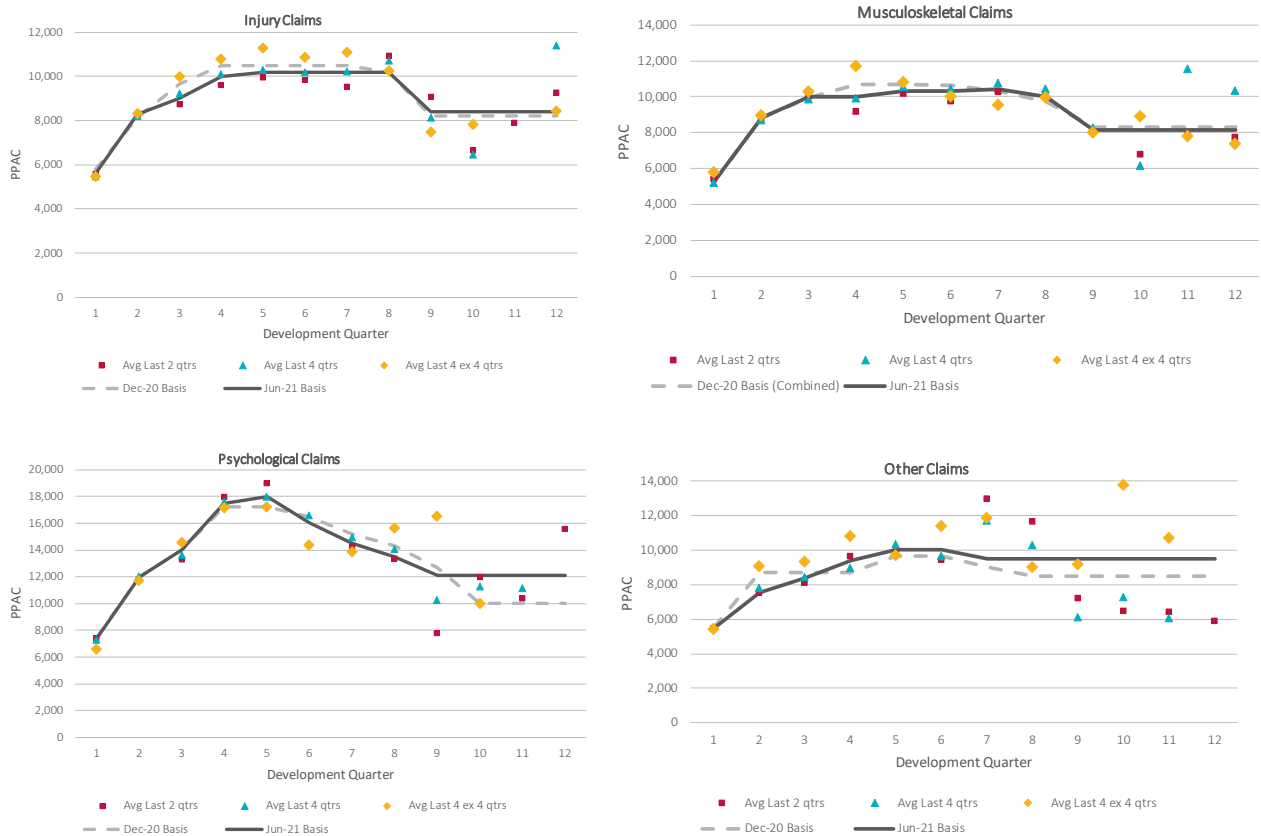 Injury Claims
12,000
10,000
8,000
6,000
4,000
2,000
0
PPAC
1 2 3 4 5 6 7 8 9 10 11 12
Development Quarter
Avg Last 2 qtrs Avg Last 4 qtrs Avg Last 4 ex 4 qtrs
Dec-20 Basis Jun-21 Basis
Musculoskeletal Claims
14,000
12,000
10,000
8,000
6,000
4,000
2,000
0
PPAC
1 2 3 4 5 6 7 8 9 10 11 12
Development Quarter
Avg Last 2 qtrs Avg Last 4 qtrs Avg Last 4 ex 4 qtrs
Dec-20 Basis (Combined) Jun-21 Basis
Psychological Claims
20,000
18,000
16,000
14,000
12,000
10,000
8,000
6,000
4,000
2,000
0
PPAC
1 2 3 4 5 6 7 8 9 10 11 12
Development Quarter
Avg Last 2 qtrs Avg Last 4 qtrs Avg Last 4 ex 4 qtrs
Dec-20 Basis Jun-21 Basis
Other Claims
14,000
12,000
10,000
8,000
6,000
4,000
2,000
0
PPAC
1 2 3 4 5 6 7 8 9 10 11 12
Development Quarter
Avg Last 2 qtrs Avg Last 4 qtrs Avg Last 4 ex 4 qtrs
Dec-20 Basis Jun-21 Basis